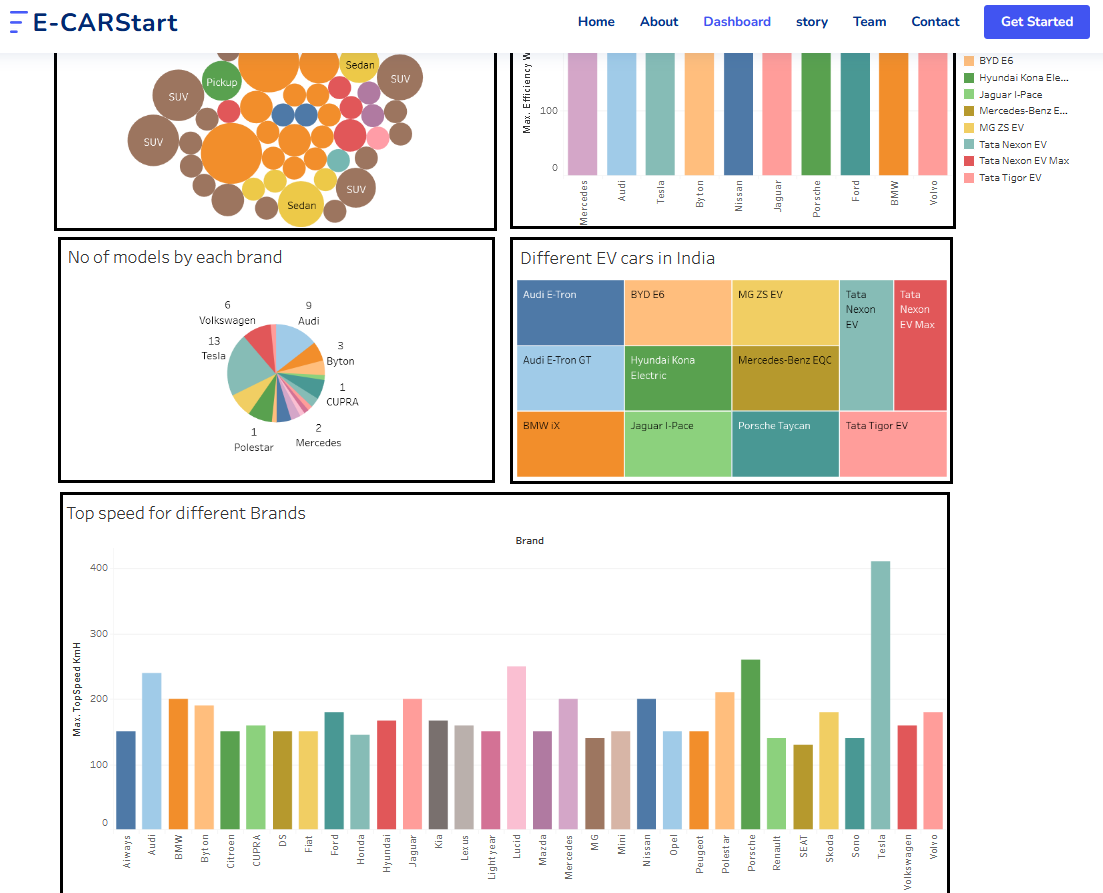 E-CARStart
Home
About
Dashboard
story
Team
Contact
Get Started
Sedan
SUV
Pickup
SUV
SUV
SUV
Sedan
Max. Efficiency W
100
0
Mercedes
Audi
Tesla
Byton
Nissan
Jaguar
Porsche
Ford
BMW
Volvo
BYD E6
Hyundai Kona Ele...
Jaguar I-Pace
Mercedes-Benz E...
MG ZS EV
Tata Nexon EV
Tata Nexon EV Max
Tata Tigor EV
No of models by each brand
6
Volkswagen
9
Audi
13
Tesla
3
Byton
1
CUPRA
1
Polestar
2
Mercedes
Different EV cars in India
Audi E-Tron
BYD E6
MG ZS EV
Tata
Nexon
EV
Tata
Nexon
EV Max
Audi E-Tron GT
Hyundai Kona
Electric
Mercedes-Benz EQC
BMW iX
Jaguar I-Pace
Porsche Taycan
Tata Tigor EV
Top speed for different Brands
Brand
Max. TopSpeed KmH
400
300
200
100
0
Aiways
Audi
BMW
Byton
Citroen
CUPRA
DS
Fiat
Ford
Honda
Hyundai
Jaguar
Kia
Lexus
Lightyear
Lucid
Mazda
Mercedes
MG
Mini
Nissan
Opel
Peugeot
Polestar
Porsche
Renault
SEAT
Skoda
Sono
Tesla
Volkswagen
Volvo